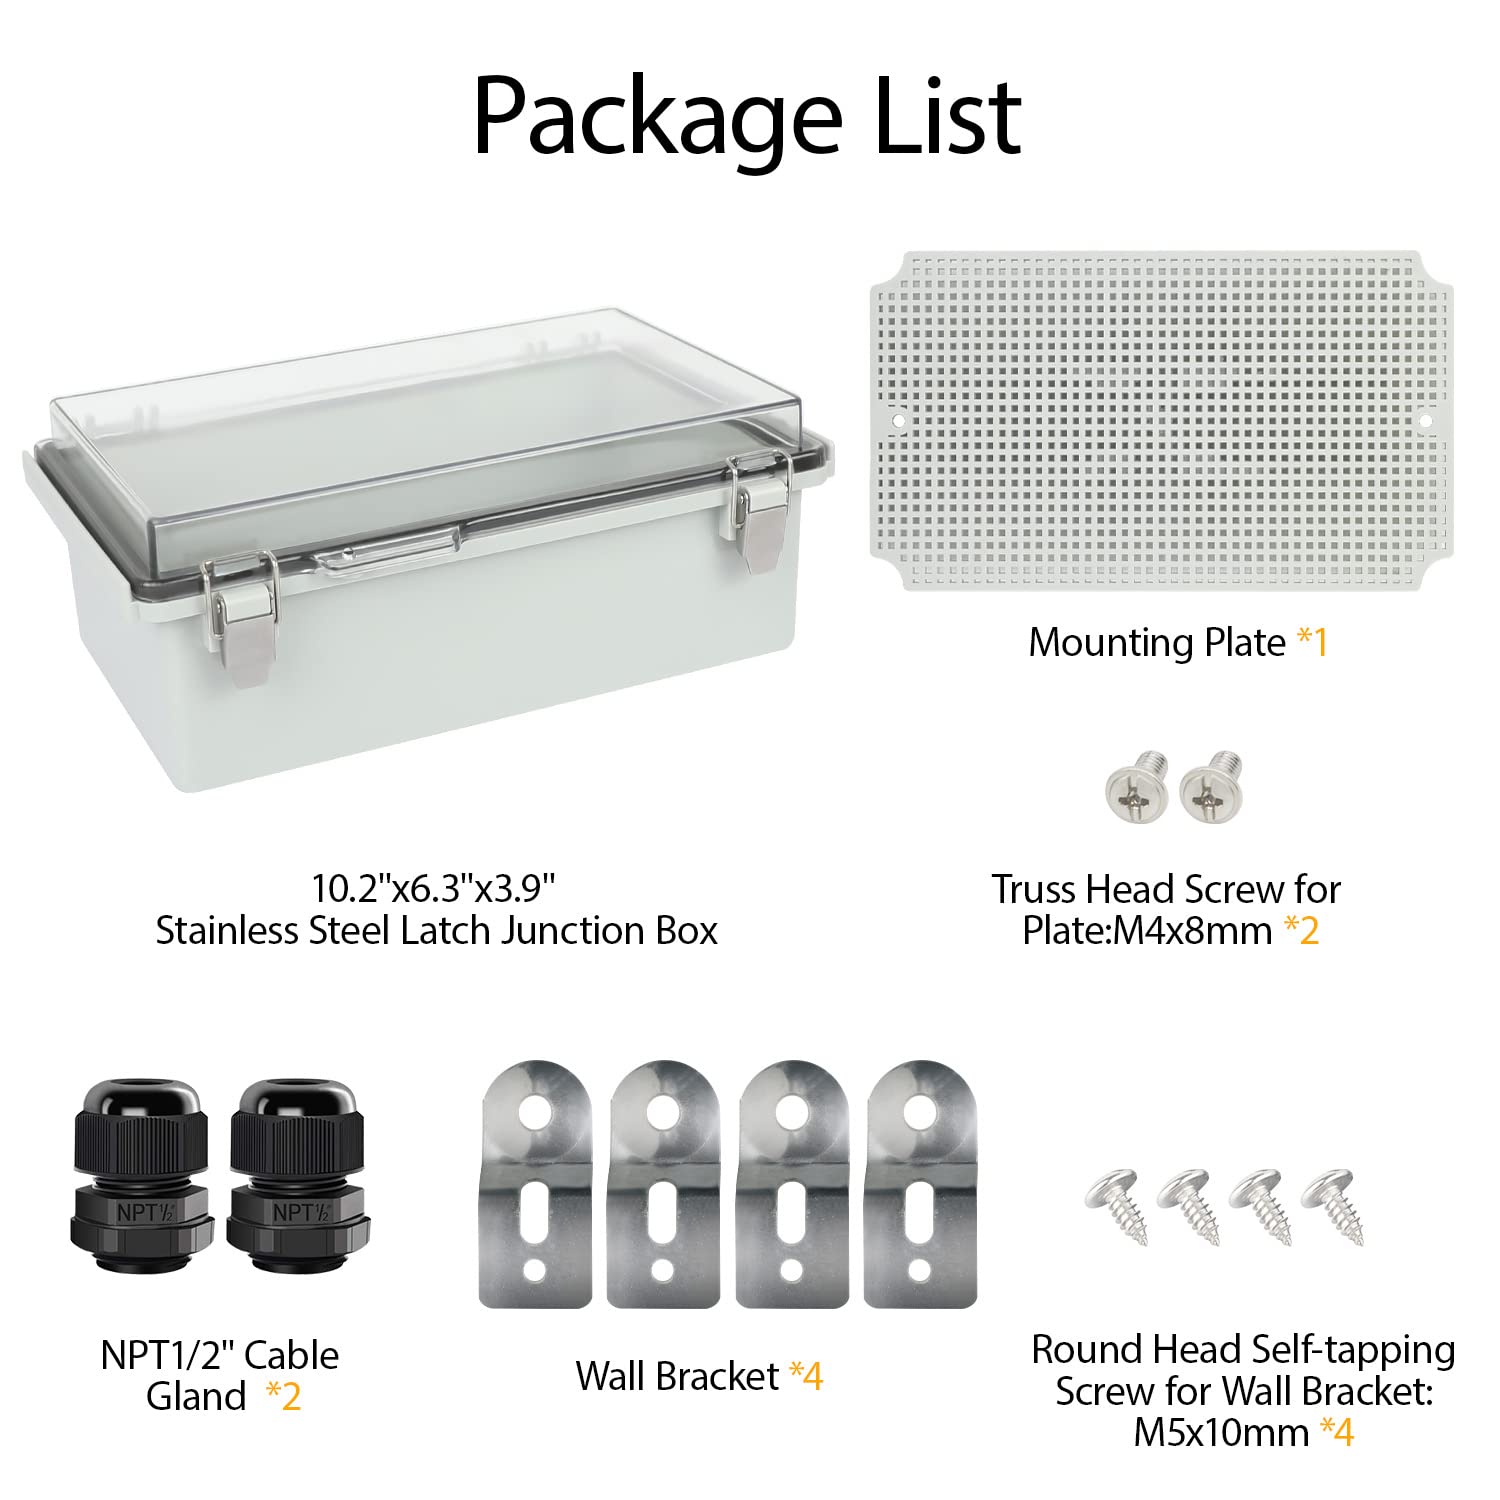 Package List
Mounting Plate *1
10.2"x6.3"x3.9"
Stainless Steel Latch Junction Box
Truss Head Screw for
Plate:M4x8mm *2
NPT½"
NPT½"
NPT1/2" Cable
Gland *2
Wall Bracket *4
Round Head Self-tapping
Screw for Wall Bracket:
M5x10mm *4